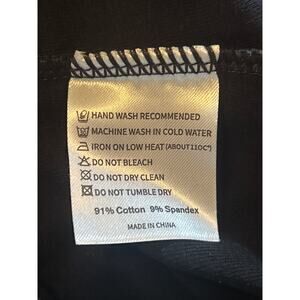 HAND WASH RECOMMENDED
MACHINE WASH IN COLD WATER
IRON ON LOW HEAT (ABOUT 110C°)
DO NOT BLEACH
DO NOT DRY CLEAN
DO NOT TUMBLE DRY
91% Cotton 9% Spandex
MADE IN CHINA